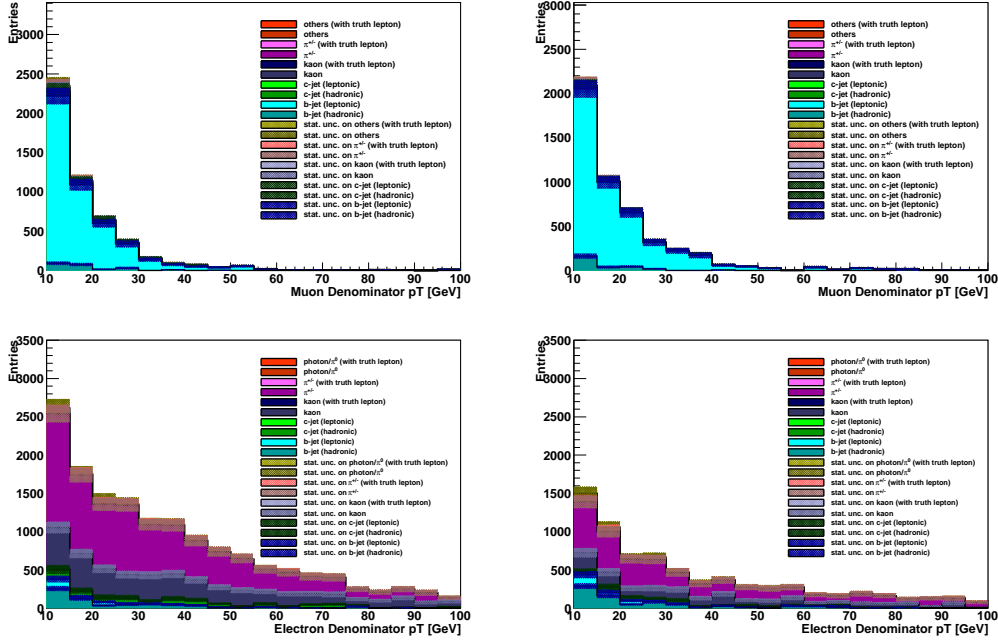 Entries
others (with truth lepton)
others
π+/- (with truth lepton)
π+/-
kaon (with truth lepton)
kaon
c-jet (leptonic)
c-jet (hadronic)
b-jet (leptonic)
b-jet (hadronic)
stat. unc. on others (with truth lepton)
stat. unc. on others
stat. unc. on π+/- (with truth lepton)
stat. unc. on π+/-
stat. unc. on kaon (with truth lepton)
stat. unc. on kaon
stat. unc. on c-jet (leptonic)
stat. unc. on c-jet (hadronic)
stat. unc. on b-jet (leptonic)
stat. unc. on b-jet (hadronic)
3000
2500
2000
1500
1000
500
0
10 20 30 40 50 60 70 80 90 100
Muon Denominator pT [GeV]
Entries
others (with truth lepton)
others
π+/- (with truth lepton)
π+/-
kaon (with truth lepton)
kaon
c-jet (leptonic)
c-jet (hadronic)
b-jet (leptonic)
b-jet (hadronic)
stat. unc. on others (with truth lepton)
stat. unc. on others
stat. unc. on π+/- (with truth lepton)
stat. unc. on π+/-
stat. unc. on kaon (with truth lepton)
stat. unc. on kaon
stat. unc. on c-jet (leptonic)
stat. unc. on c-jet (hadronic)
stat. unc. on b-jet (leptonic)
stat. unc. on b-jet (hadronic)
3000
2500
2000
1500
1000
500
0
10 20 30 40 50 60 70 80 90 100
Muon Denominator pT [GeV]
Entries
photon/π0 (with truth lepton)
photon/π0
π+/- (with truth lepton)
π+/-
kaon (with truth lepton)
kaon
c-jet (leptonic)
c-jet (hadronic)
b-jet (leptonic)
b-jet (hadronic)
stat. unc. on photon/π0 (with truth lepton)
stat. unc. on photon/π0
stat. unc. on π+/- (with truth lepton)
stat. unc. on π+/-
stat. unc. on kaon (with truth lepton)
stat. unc. on kaon
stat. unc. on c-jet (leptonic)
stat. unc. on c-jet (hadronic)
stat. unc. on b-jet (leptonic)
stat. unc. on b-jet (hadronic)
3500
3000
2500
2000
1500
1000
500
0
10 20 30 40 50 60 70 80 90 100
Electron Denominator pT [GeV]
Entries
photon/π0 (with truth lepton)
photon/π0
π+/- (with truth lepton)
π+/-
kaon (with truth lepton)
kaon
c-jet (leptonic)
c-jet (hadronic)
b-jet (leptonic)
b-jet (hadronic)
stat. unc. on photon/π0 (with truth lepton)
stat. unc. on photon/π0
stat. unc. on π+/- (with truth lepton)
stat. unc. on π+/-
stat. unc. on kaon (with truth lepton)
stat. unc. on kaon
stat. unc. on c-jet (leptonic)
stat. unc. on c-jet (hadronic)
stat. unc. on b-jet (leptonic)
stat. unc. on b-jet (hadronic)
3500
3000
2500
2000
1500
1000
500
0
10 20 30 40 50 60 70 80 90 100
Electron Denominator pT [GeV]